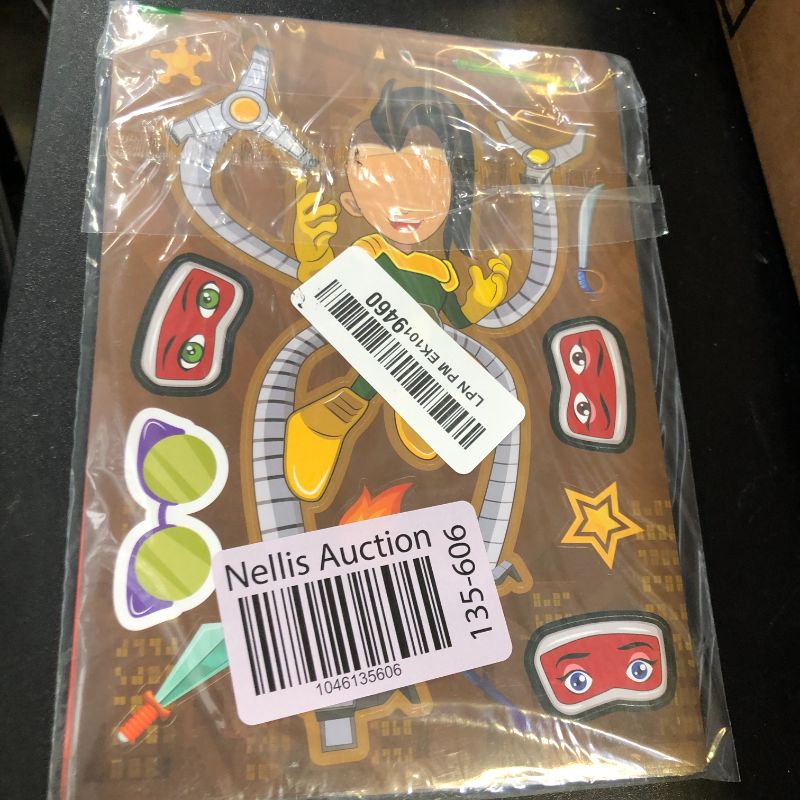 LPN PM EK1019460
Nellis Auction
135-606
1046135606